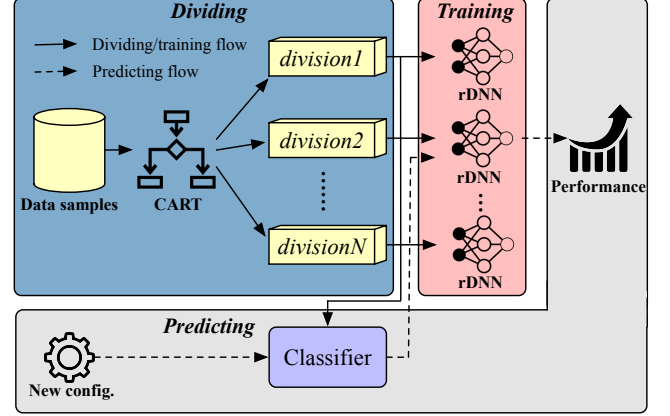 Dividing
Training
Dividing/training flow
Predicting flow
division1
division2
divisionN
Data samples
CART
rDNN
rDNN
rDNN
Performance
Predicting
Classifier
New config.